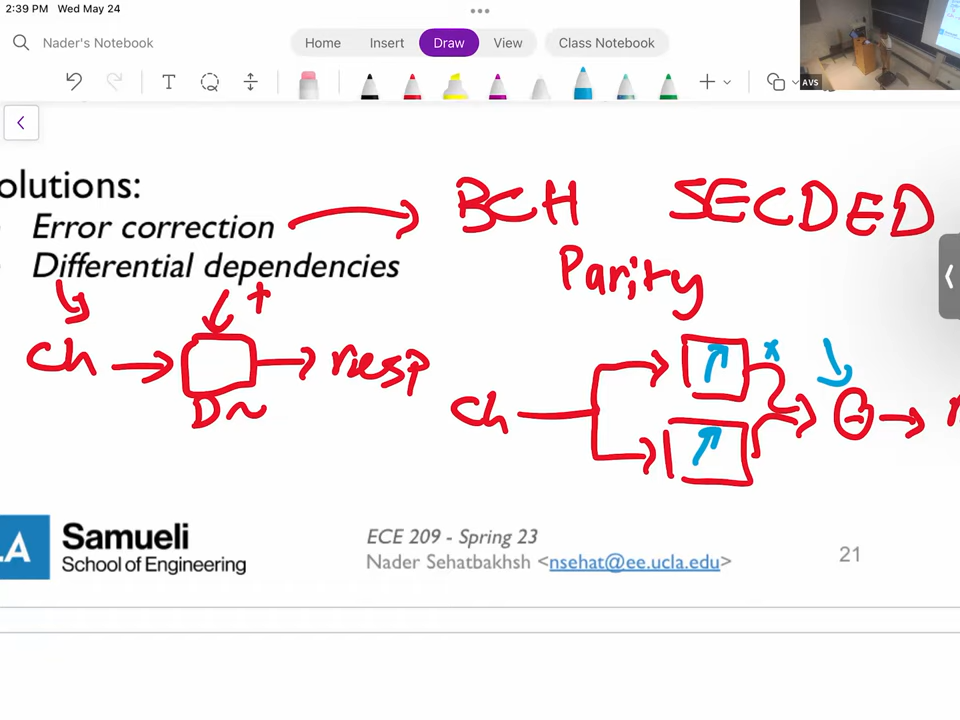 2:39 PM Wed May 24
Nader's Notebook
Home Insert Draw View Class Notebook
AVS
olutions:
Error correction → BCH SECDED
Differential dependencies
Parity
+
ch → → resp
D~
ch → x ⊖ →
Samueli
School of Engineering
ECE 209 - Spring 23
Nader Sehatbakhsh <nsehat@ee.ucla.edu>
21